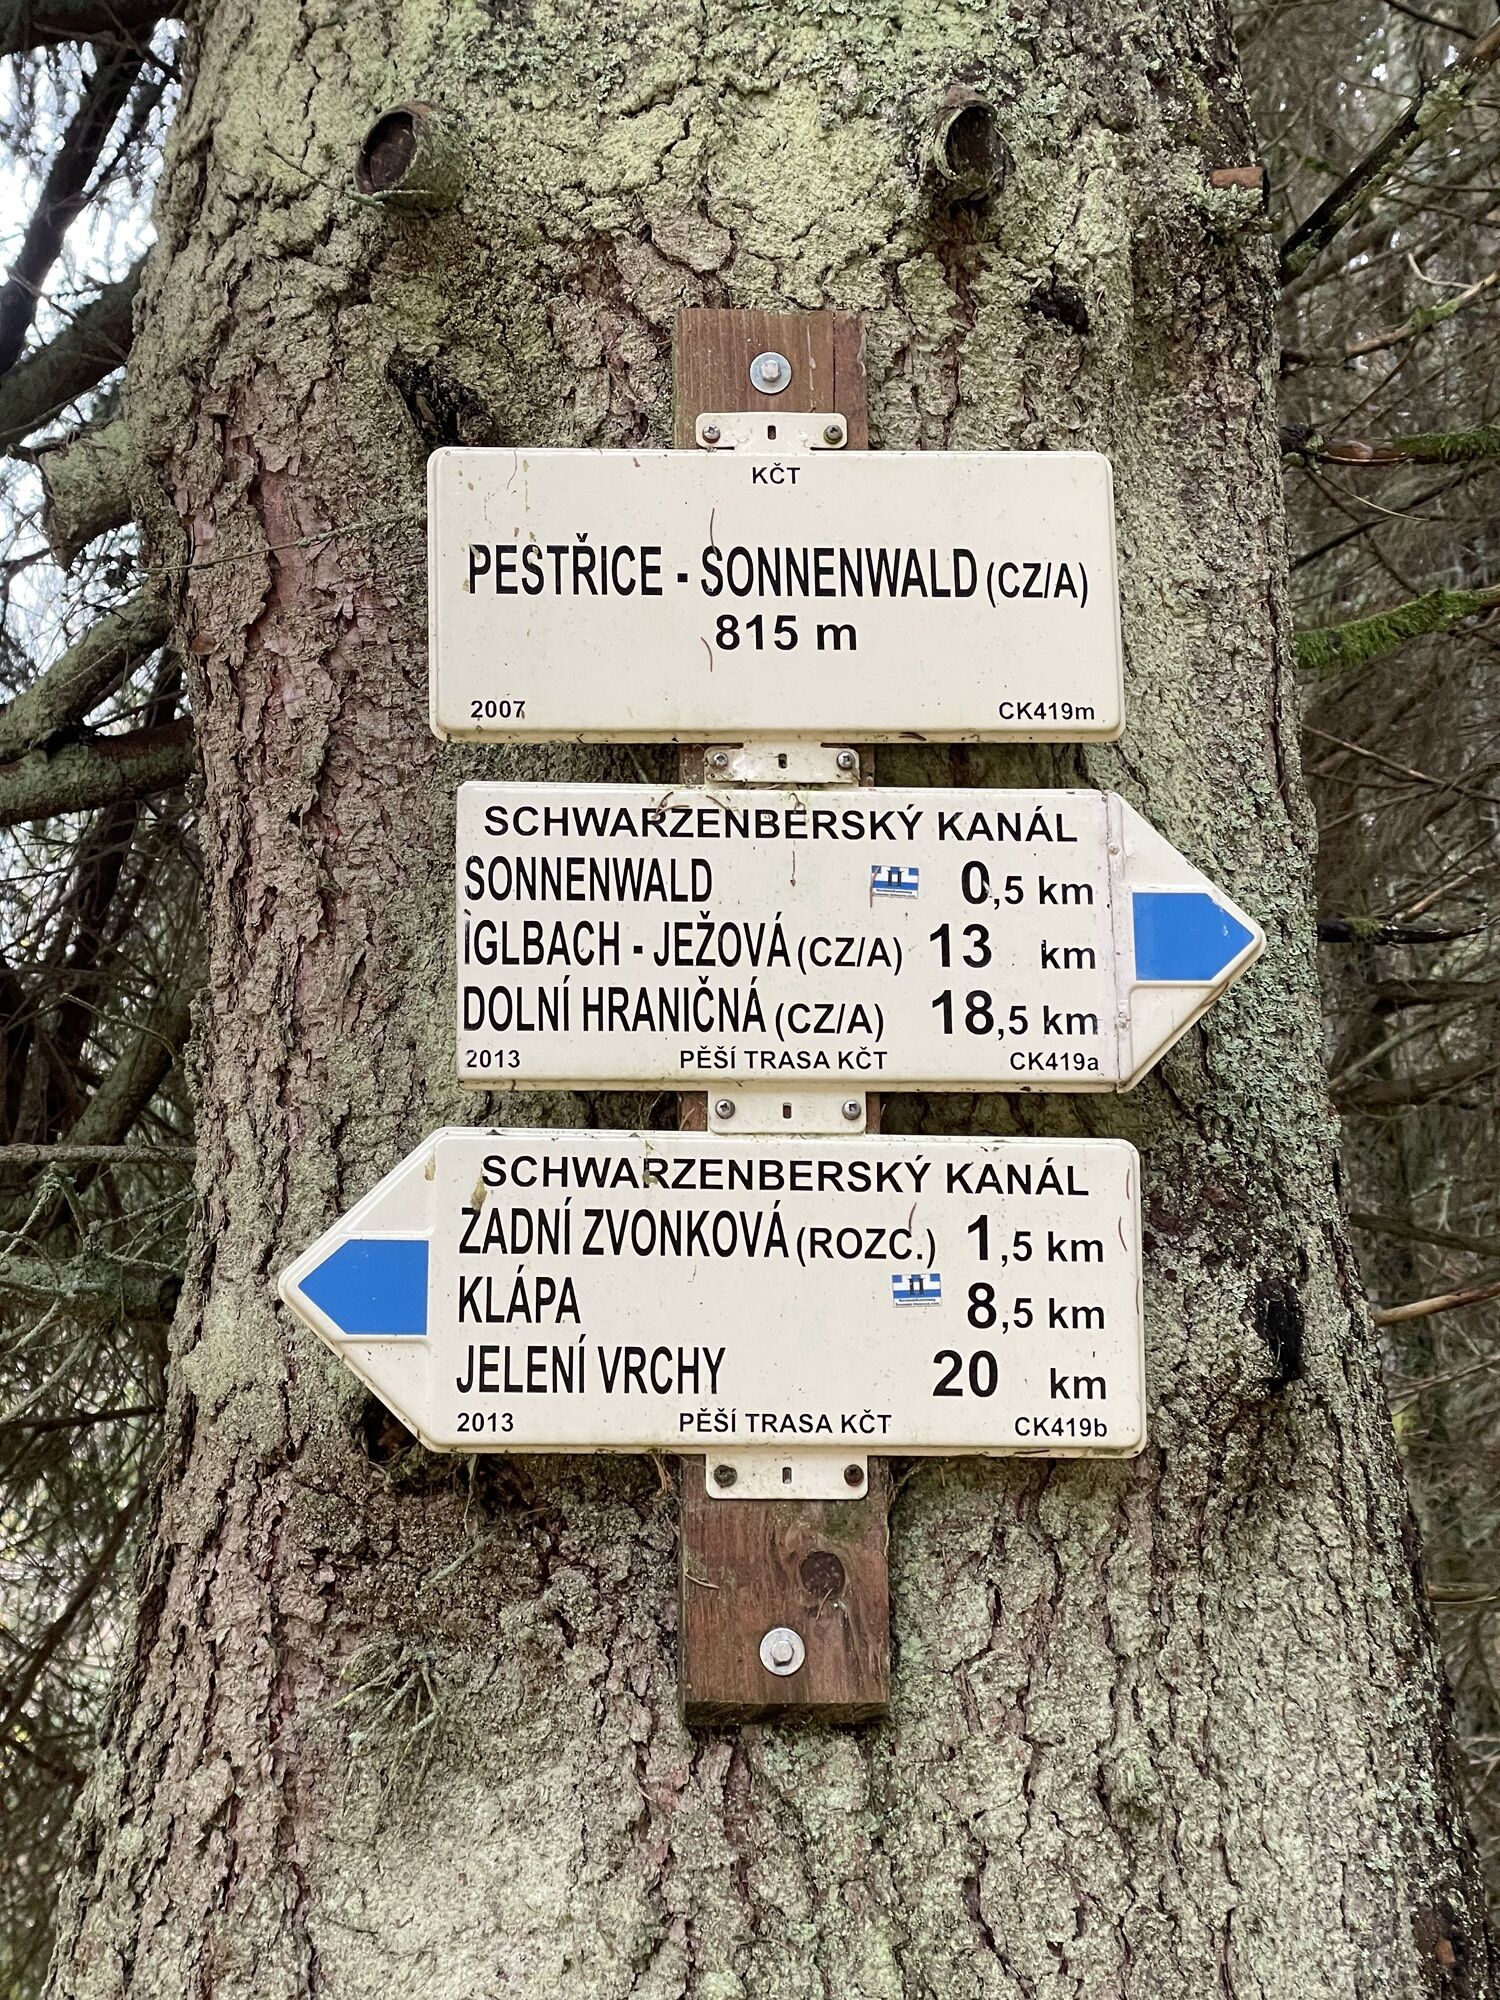 KČT
PESTŘICE - SONNENWALD (CZ/A)
815 m
2007 CK419m
SCHWARZENBERSKÝ KANÁL
SONNENWALD 0,5 km
IGLBACH - JEŽOVÁ (CZ/A) 13 km
DOLNÍ HRANIČNÁ (CZ/A) 18,5 km
2013 PĚŠÍ TRASA KČT CK419a
SCHWARZENBERSKÝ KANÁL
ZADNÍ ZVONKOVÁ (ROZC.) 1,5 km
KLÁPA 8,5 km
JELENÍ VRCHY 20 km
2013 PĚŠÍ TRASA KČT CK419b